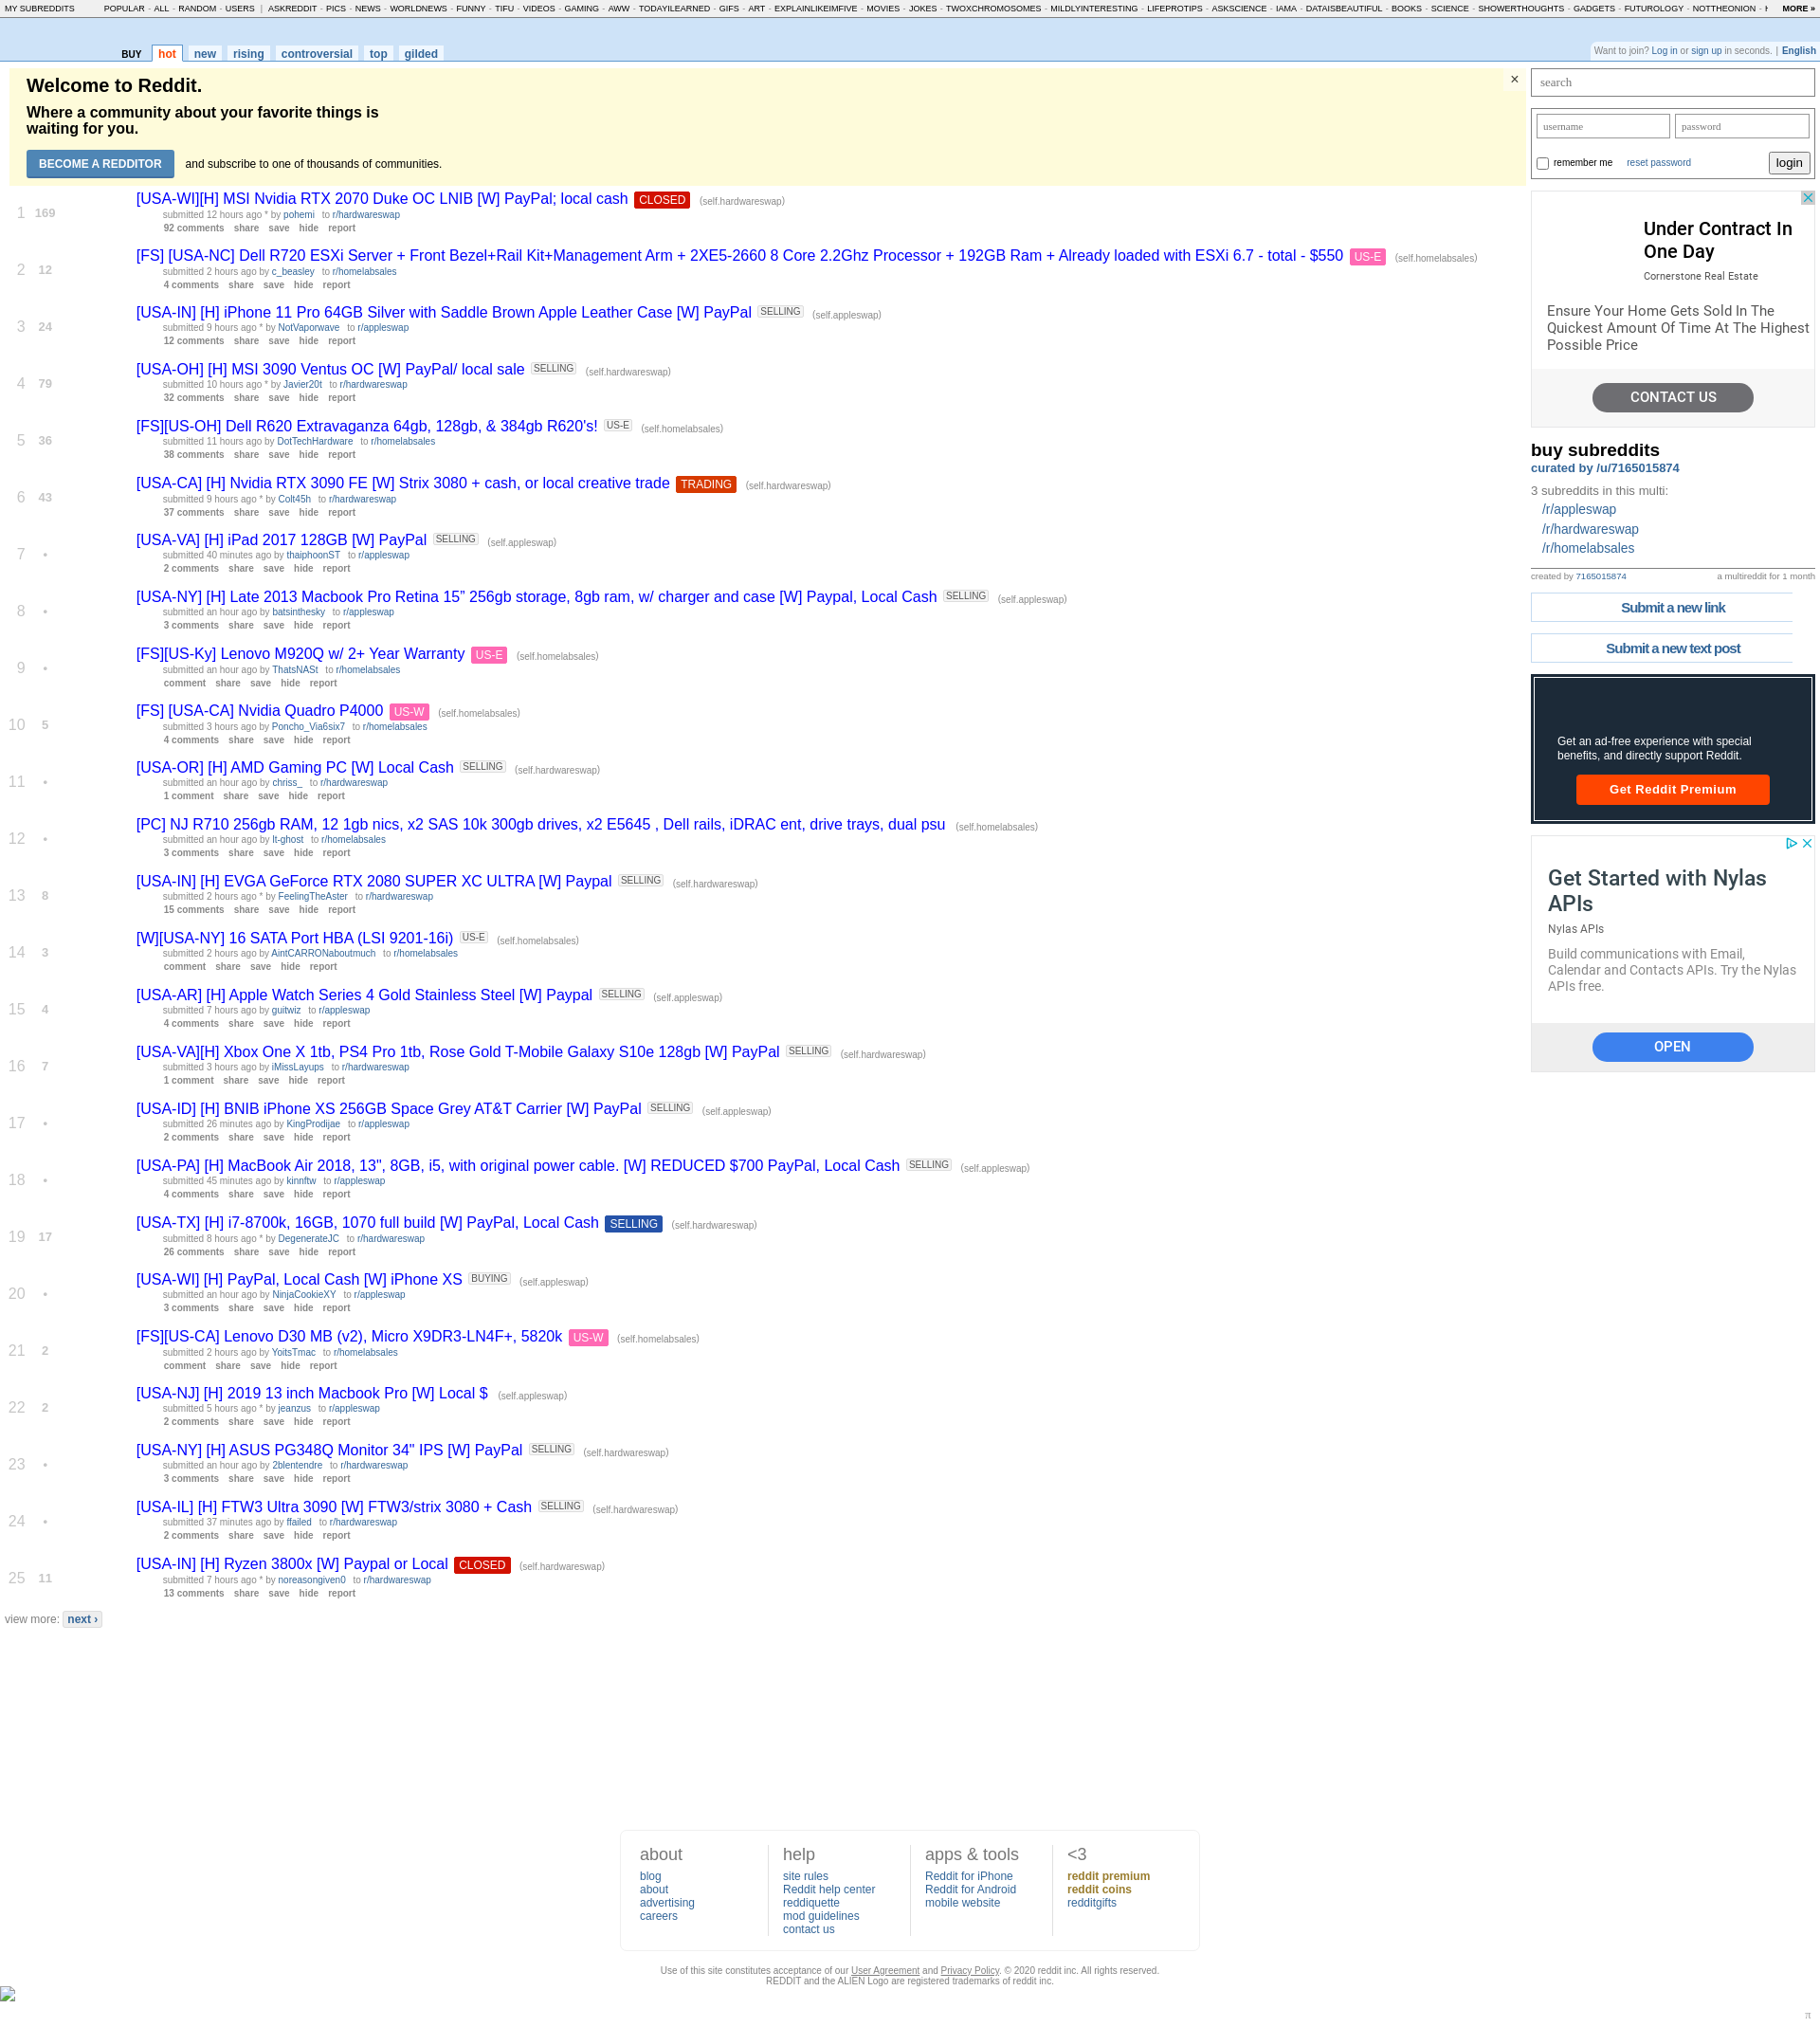 MY SUBREDDITS POPULAR - ALL - RANDOM - USERS | ASKREDDIT - PICS - NEWS - WORLDNEWS - FUNNY - TIFU - VIDEOS - GAMING - AWW - TODAYILEARNED - GIFS - ART - EXPLAINLIKEIMFIVE - MOVIES - JOKES - TWOXCHROMOSOMES - MILDLYINTERESTING - LIFEPROTIPS - ASKSCIENCE - IAMA - DATAISBEAUTIFUL - BOOKS - SCIENCE - SHOWERTHOUGHTS - GADGETS - FUTUROLOGY - NOTTHEONION - MORE »
BUY hot new rising controversial top gilded
Want to join? Log in or sign up in seconds. | English
Welcome to Reddit.
Where a community about your favorite things is
waiting for you.
BECOME A REDDITOR and subscribe to one of thousands of communities.
×
1 169 [USA-WI][H] MSI Nvidia RTX 2070 Duke OC LNIB [W] PayPal; local cash CLOSED (self.hardwareswap)
submitted 12 hours ago * by pohemi to r/hardwareswap
92 comments share save hide report
2 12 [FS] [USA-NC] Dell R720 ESXi Server + Front Bezel+Rail Kit+Management Arm + 2XE5-2660 8 Core 2.2Ghz Processor + 192GB Ram + Already loaded with ESXi 6.7 - total - $550 US-E (self.homelabsales)
submitted 2 hours ago by c_beasley to r/homelabsales
4 comments share save hide report
3 24 [USA-IN] [H] iPhone 11 Pro 64GB Silver with Saddle Brown Apple Leather Case [W] PayPal SELLING (self.appleswap)
submitted 9 hours ago * by NotVaporwave to r/appleswap
12 comments share save hide report
4 79 [USA-OH] [H] MSI 3090 Ventus OC [W] PayPal/ local sale SELLING (self.hardwareswap)
submitted 10 hours ago * by Javier20t to r/hardwareswap
32 comments share save hide report
5 36 [FS][US-OH] Dell R620 Extravaganza 64gb, 128gb, & 384gb R620's! US-E (self.homelabsales)
submitted 11 hours ago by DotTechHardware to r/homelabsales
38 comments share save hide report
6 43 [USA-CA] [H] Nvidia RTX 3090 FE [W] Strix 3080 + cash, or local creative trade TRADING (self.hardwareswap)
submitted 9 hours ago * by Colt45h to r/hardwareswap
37 comments share save hide report
7 • [USA-VA] [H] iPad 2017 128GB [W] PayPal SELLING (self.appleswap)
submitted 40 minutes ago by thaiphoonST to r/appleswap
2 comments share save hide report
8 • [USA-NY] [H] Late 2013 Macbook Pro Retina 15” 256gb storage, 8gb ram, w/ charger and case [W] Paypal, Local Cash SELLING (self.appleswap)
submitted an hour ago by batsinthesky to r/appleswap
3 comments share save hide report
9 • [FS][US-Ky] Lenovo M920Q w/ 2+ Year Warranty US-E (self.homelabsales)
submitted an hour ago by ThatsNASt to r/homelabsales
comment share save hide report
10 5 [FS] [USA-CA] Nvidia Quadro P4000 US-W (self.homelabsales)
submitted 3 hours ago by Poncho_Via6six7 to r/homelabsales
4 comments share save hide report
11 • [USA-OR] [H] AMD Gaming PC [W] Local Cash SELLING (self.hardwareswap)
submitted an hour ago by chriss_ to r/hardwareswap
1 comment share save hide report
12 • [PC] NJ R710 256gb RAM, 12 1gb nics, x2 SAS 10k 300gb drives, x2 E5645 , Dell rails, iDRAC ent, drive trays, dual psu (self.homelabsales)
submitted an hour ago by It-ghost to r/homelabsales
3 comments share save hide report
13 8 [USA-IN] [H] EVGA GeForce RTX 2080 SUPER XC ULTRA [W] Paypal SELLING (self.hardwareswap)
submitted 2 hours ago * by FeelingTheAster to r/hardwareswap
15 comments share save hide report
14 3 [W][USA-NY] 16 SATA Port HBA (LSI 9201-16i) US-E (self.homelabsales)
submitted 2 hours ago by AintCARRONaboutmuch to r/homelabsales
comment share save hide report
15 4 [USA-AR] [H] Apple Watch Series 4 Gold Stainless Steel [W] Paypal SELLING (self.appleswap)
submitted 7 hours ago by guitwiz to r/appleswap
4 comments share save hide report
16 7 [USA-VA][H] Xbox One X 1tb, PS4 Pro 1tb, Rose Gold T-Mobile Galaxy S10e 128gb [W] PayPal SELLING (self.hardwareswap)
submitted 3 hours ago by iMissLayups to r/hardwareswap
1 comment share save hide report
17 • [USA-ID] [H] BNIB iPhone XS 256GB Space Grey AT&T Carrier [W] PayPal SELLING (self.appleswap)
submitted 26 minutes ago by KingProdijae to r/appleswap
2 comments share save hide report
18 • [USA-PA] [H] MacBook Air 2018, 13", 8GB, i5, with original power cable. [W] REDUCED $700 PayPal, Local Cash SELLING (self.appleswap)
submitted 45 minutes ago by kinnftw to r/appleswap
4 comments share save hide report
19 17 [USA-TX] [H] i7-8700k, 16GB, 1070 full build [W] PayPal, Local Cash SELLING (self.hardwareswap)
submitted 8 hours ago * by DegenerateJC to r/hardwareswap
26 comments share save hide report
20 • [USA-WI] [H] PayPal, Local Cash [W] iPhone XS BUYING (self.appleswap)
submitted an hour ago by NinjaCookieXY to r/appleswap
3 comments share save hide report
21 2 [FS][US-CA] Lenovo D30 MB (v2), Micro X9DR3-LN4F+, 5820k US-W (self.homelabsales)
submitted 2 hours ago by YoitsTmac to r/homelabsales
comment share save hide report
22 2 [USA-NJ] [H] 2019 13 inch Macbook Pro [W] Local $ (self.appleswap)
submitted 5 hours ago * by jeanzus to r/appleswap
2 comments share save hide report
23 • [USA-NY] [H] ASUS PG348Q Monitor 34" IPS [W] PayPal SELLING (self.hardwareswap)
submitted an hour ago by 2blentendre to r/hardwareswap
3 comments share save hide report
24 • [USA-IL] [H] FTW3 Ultra 3090 [W] FTW3/strix 3080 + Cash SELLING (self.hardwareswap)
submitted 37 minutes ago by ffailed to r/hardwareswap
2 comments share save hide report
25 11 [USA-IN] [H] Ryzen 3800x [W] Paypal or Local CLOSED (self.hardwareswap)
submitted 7 hours ago * by noreasongiven0 to r/hardwareswap
13 comments share save hide report
view more: next ›
search
username password
remember me reset password login
Under Contract In
One Day
Cornerstone Real Estate
Ensure Your Home Gets Sold In The
Quickest Amount Of Time At The Highest
Possible Price
CONTACT US
buy subreddits
curated by /u/7165015874
3 subreddits in this multi:
/r/appleswap
/r/hardwareswap
/r/homelabsales
created by 7165015874 a multireddit for 1 month
Submit a new link
Submit a new text post
Get an ad-free experience with special
benefits, and directly support Reddit.
Get Reddit Premium
Get Started with Nylas
APIs
Nylas APIs
Build communications with Email,
Calendar and Contacts APIs. Try the Nylas
APIs free.
OPEN
about
blog
about
advertising
careers
help
site rules
Reddit help center
reddiquette
mod guidelines
contact us
apps & tools
Reddit for iPhone
Reddit for Android
mobile website
<3
reddit premium
reddit coins
redditgifts
Use of this site constitutes acceptance of our User Agreement and Privacy Policy. © 2020 reddit inc. All rights reserved.
REDDIT and the ALIEN Logo are registered trademarks of reddit inc.
π